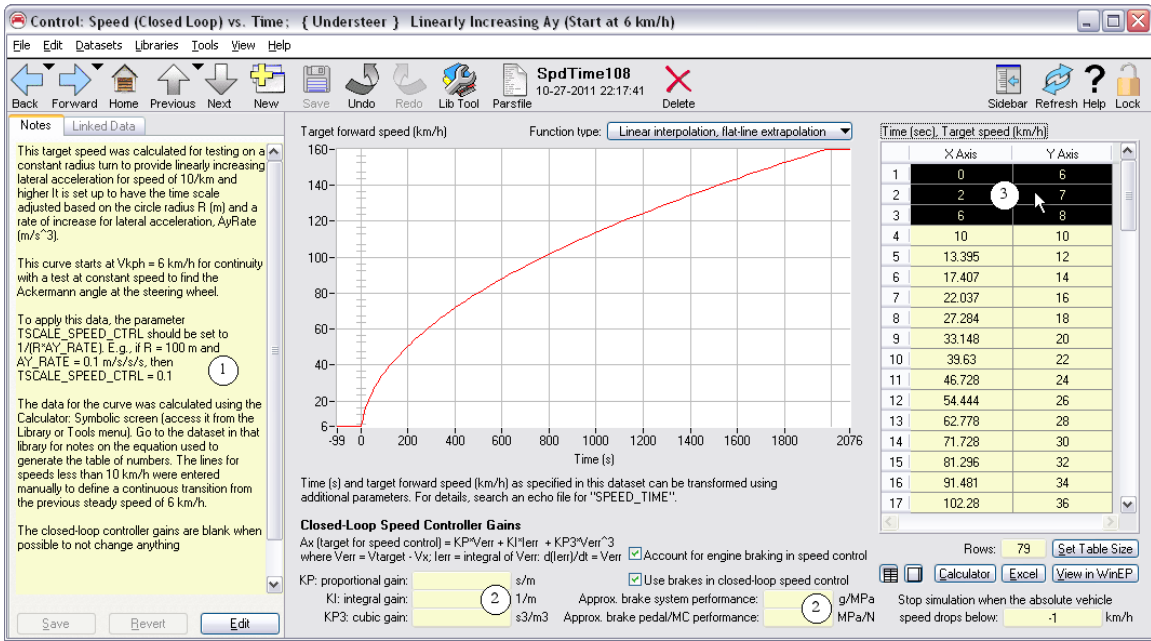 Control: Speed (Closed Loop) vs. Time; { Understeer } Linearly Increasing Ay (Start at 6 km/h)
File Edit Datasets Libraries Tools View Help
Back Forward Home Previous Next New Save Undo Redo Lib Tool Parsfile
SpdTime108
10-27-2011 22:17:41
Delete
Sidebar Refresh Help Lock
Notes Linked Data
This target speed was calculated for testing on a
constant radius turn to provide linearly increasing
lateral acceleration for speed of 10/km and
higher It is set up to have the time scale
adjusted based on the circle radius R (m) and a
rate of increase for lateral acceleration, AyRate
(m/s^3).
This curve starts at Vkph = 6 km/h for continuity
with a test at constant speed to find the
Ackermann angle at the steering wheel.
To apply this data, the parameter
TSCALE_SPEED_CTRL should be set to
1/(R*AY_RATE). E.g., if R = 100 m and
AY_RATE = 0.1 m/s/s/s, then
TSCALE_SPEED_CTRL = 0.1
1
The data for the curve was calculated using the
Calculator: Symbolic screen (access it from the
Library or Tools menu). Go to the dataset in that
library for notes on the equation used to
generate the table of numbers. The lines for
speeds less than 10 km/h were entered
manually to define a continuous transition from
the previous steady speed of 6 km/h.
The closed-loop controller gains are blank when
possible to not change anything
Save Revert Edit
Target forward speed (km/h)
Function type: Linear interpolation, flat-line extrapolation
160
140
120
100
80
60
40
20
6
-99 0 200 400 600 800 1000 1200 1400 1600 1800 2076
Time (s)
Time (s) and target forward speed (km/h) as specified in this dataset can be transformed using
additional parameters. For details, search an echo file for "SPEED_TIME".
Closed-Loop Speed Controller Gains
Ax (target for speed control) = KP*Verr + KI*Ierr + KP3*Verr^3
where Verr = Vtarget - Vx; Ierr = integral of Verr: d(Ierr)/dt = Verr
Account for engine braking in speed control
KP: proportional gain: s/m
Use brakes in closed-loop speed control
KI: integral gain: 2 1/m
Approx. brake system performance: g/MPa
KP3: cubic gain: s3/m3
Approx. brake pedal/MC performance: 2 MPa/N
Time (sec), Target speed (km/h)
X Axis Y Axis
1 0 6
2 2 3 7
3 6 8
4 10 10
5 13.395 12
6 17.407 14
7 22.037 16
8 27.284 18
9 33.148 20
10 39.63 22
11 46.728 24
12 54.444 26
13 62.778 28
14 71.728 30
15 81.296 32
16 91.481 34
17 102.28 36
Rows: 79 Set Table Size
Calculator Excel View in WinEP
Stop simulation when the absolute vehicle
speed drops below: -1 km/h